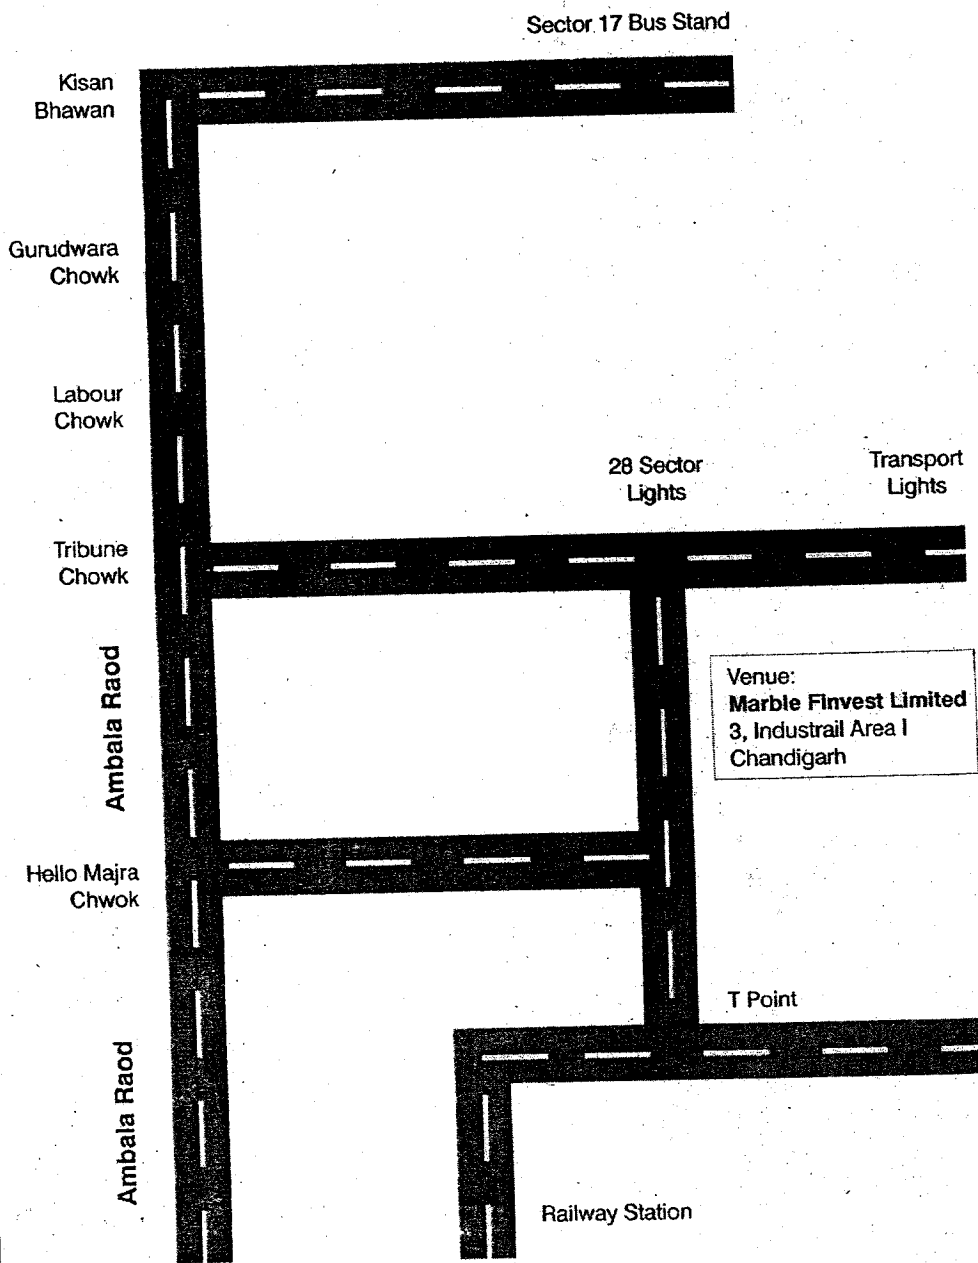 Sector 17 Bus Stand
Kisan
Bhawan
Gurudwara
Chowk
Labour
Chowk
28 Sector
Lights
Transport
Lights
Tribune
Chowk
Ambala Raod
Venue:
Marble Finvest Limited
3, Industrail Area I
Chandigarh
Hello Majra
Chwok
T Point
Ambala Raod
Railway Station